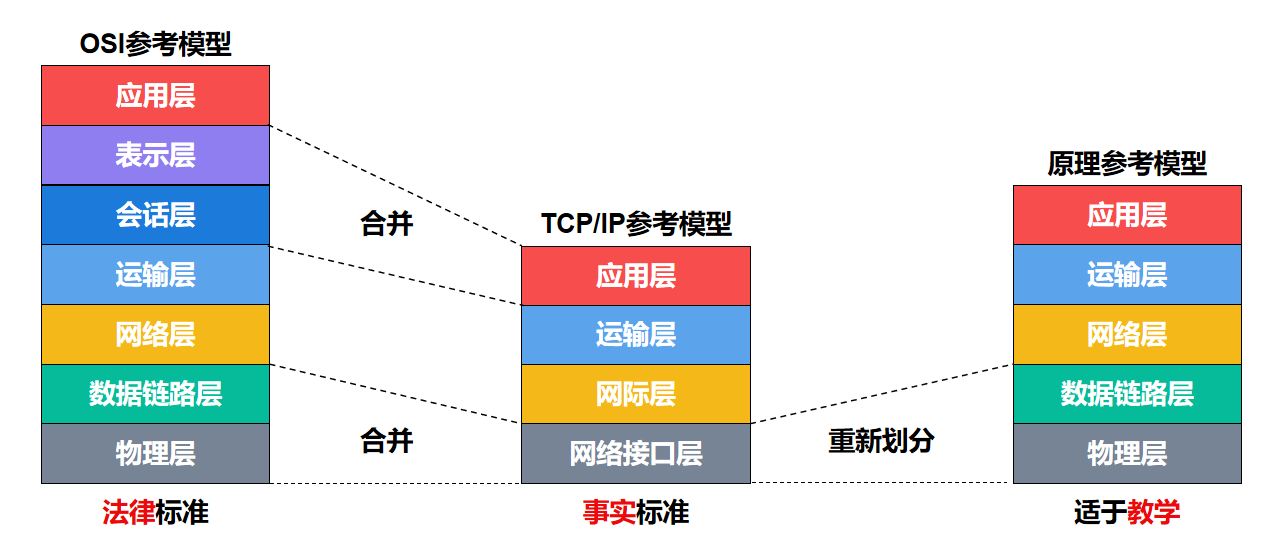 OSI参考模型
应用层
表示层
会话层
运输层
网络层
数据链路层
物理层
法律标准
合并
合并
TCP/IP参考模型
应用层
运输层
网际层
网络接口层
事实标准
重新划分
原理参考模型
应用层
运输层
网络层
数据链路层
物理层
适于教学